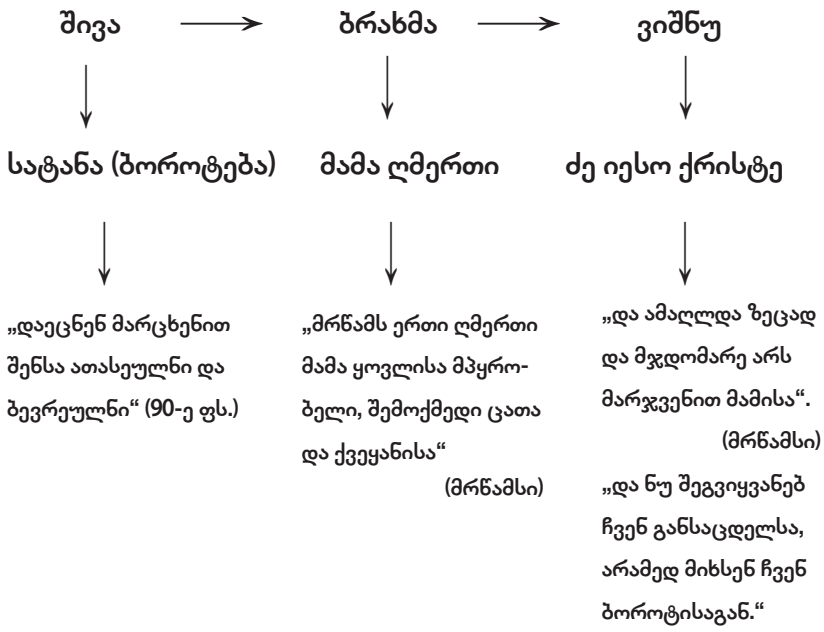 შივა ⟶ ბრახმა ⟶ ვიშნუ
სატანა (ბოროტება)
მამა ღმერთი
ძე იესო ქრისტე
„დაეცნენ მარცხენით
შენსა ათასეულნი და
ბევრეულნი“ (90-ე ფს.)
„მრწამს ერთი ღმერთი
მამა ყოვლისა მპყრო-
ბელი, შემოქმედი ცათა
და ქვეყანისა“
(მრწამსი)
„და ამაღლდა ზეცად
და მჯდომარე არს
მარჯვენით მამისა“.
(მრწამსი)
„და ნუ შეგვიყვანებ
ჩვენ განსაცდელსა,
არამედ მიხსენ ჩვენ
ბოროტისაგან.“